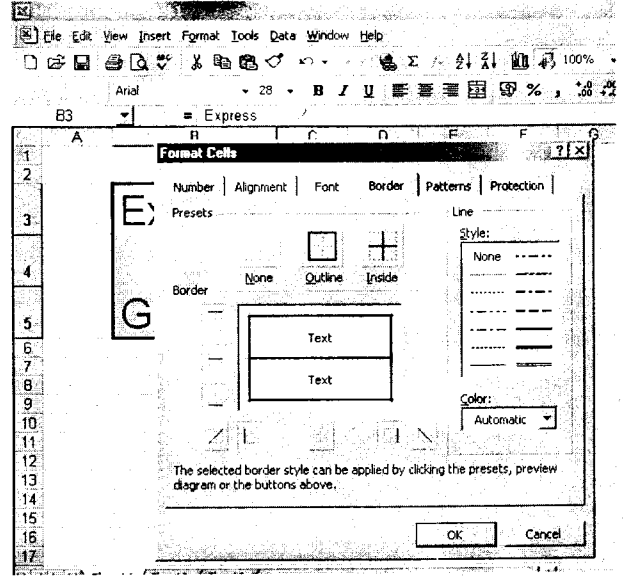 File Edit View Insert Format Tools Data Window Help
100%
Arial 28 B I U % ,
B3 = Express
A B C D E F G
Format Cells ? x
1
2
Number Alignment Font Border Patterns Protection
Presets Line
Ex
3
Style:
None
4
None Outline Inside
Border
G
5
Text
6
7
Text
8
9
Color:
10
Automatic
11
12
The selected border style can be applied by clicking the presets, preview
13
diagram or the buttons above.
14
15
16
OK Cancel
17